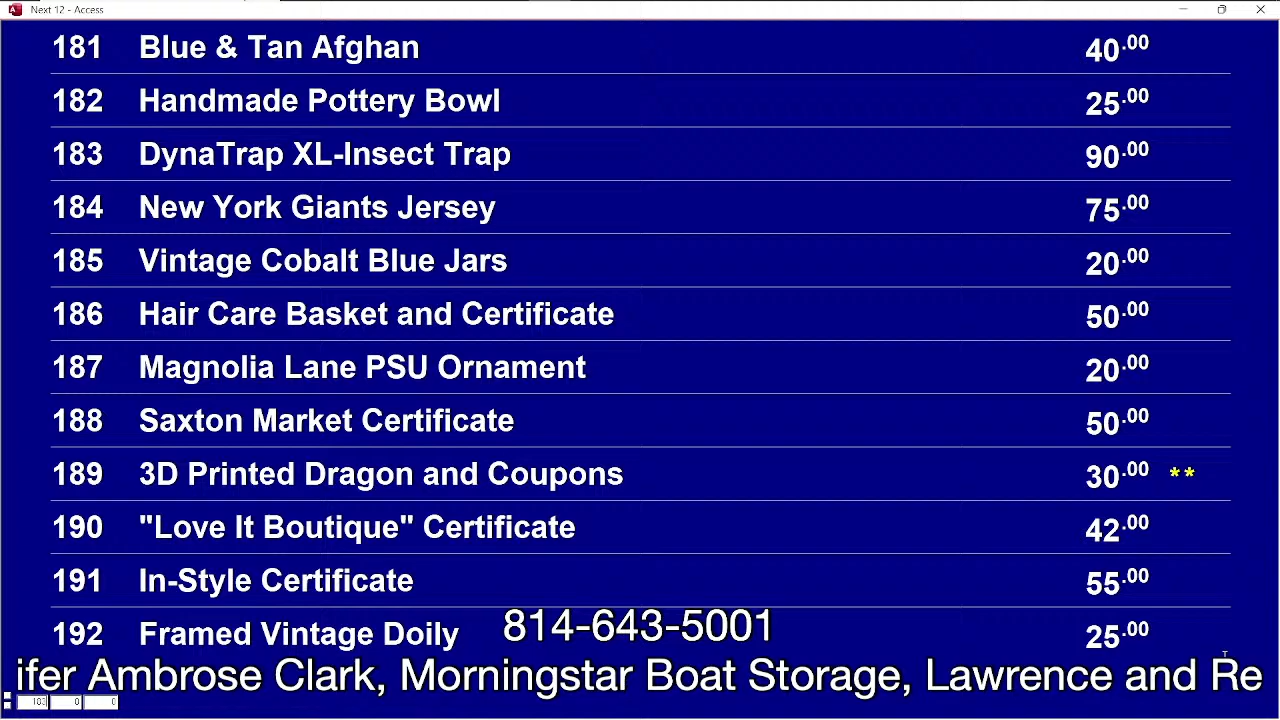 Next 12 - Access
181 Blue & Tan Afghan 40.00
182 Handmade Pottery Bowl 25.00
183 DynaTrap XL-Insect Trap 90.00
184 New York Giants Jersey 75.00
185 Vintage Cobalt Blue Jars 20.00
186 Hair Care Basket and Certificate 50.00
187 Magnolia Lane PSU Ornament 20.00
188 Saxton Market Certificate 50.00
189 3D Printed Dragon and Coupons 30.00 **
190 "Love It Boutique" Certificate 42.00
191 In-Style Certificate 55.00
192 Framed Vintage Doily 25.00
814-643-5001
ifer Ambrose Clark, Morningstar Boat Storage, Lawrence and Re
183 0 0